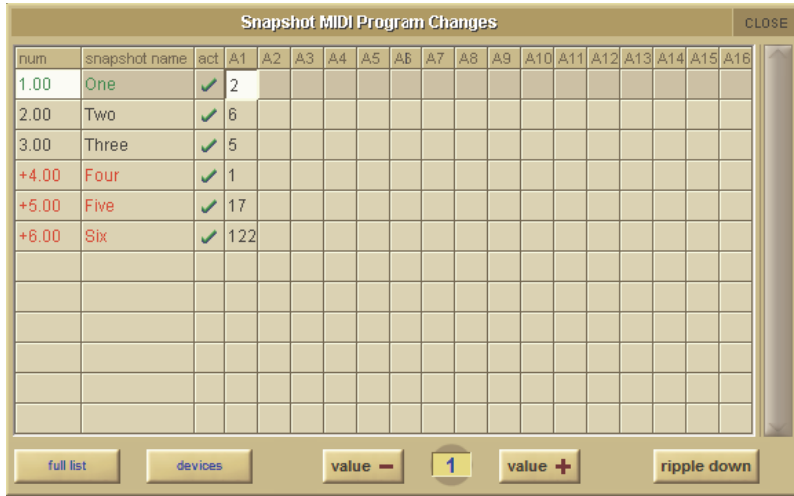 Snapshot MIDI Program Changes CLOSE
num snapshot name act A1 A2 A3 A4 A5 A6 A7 A8 A9 A10 A11 A12 A13 A14 A15 A16
1.00 One ✓ 2
2.00 Two ✓ 6
3.00 Three ✓ 5
+4.00 Four ✓ 1
+5.00 Five ✓ 17
+6.00 Six ✓ 122
full list devices value − 1 value + ripple down